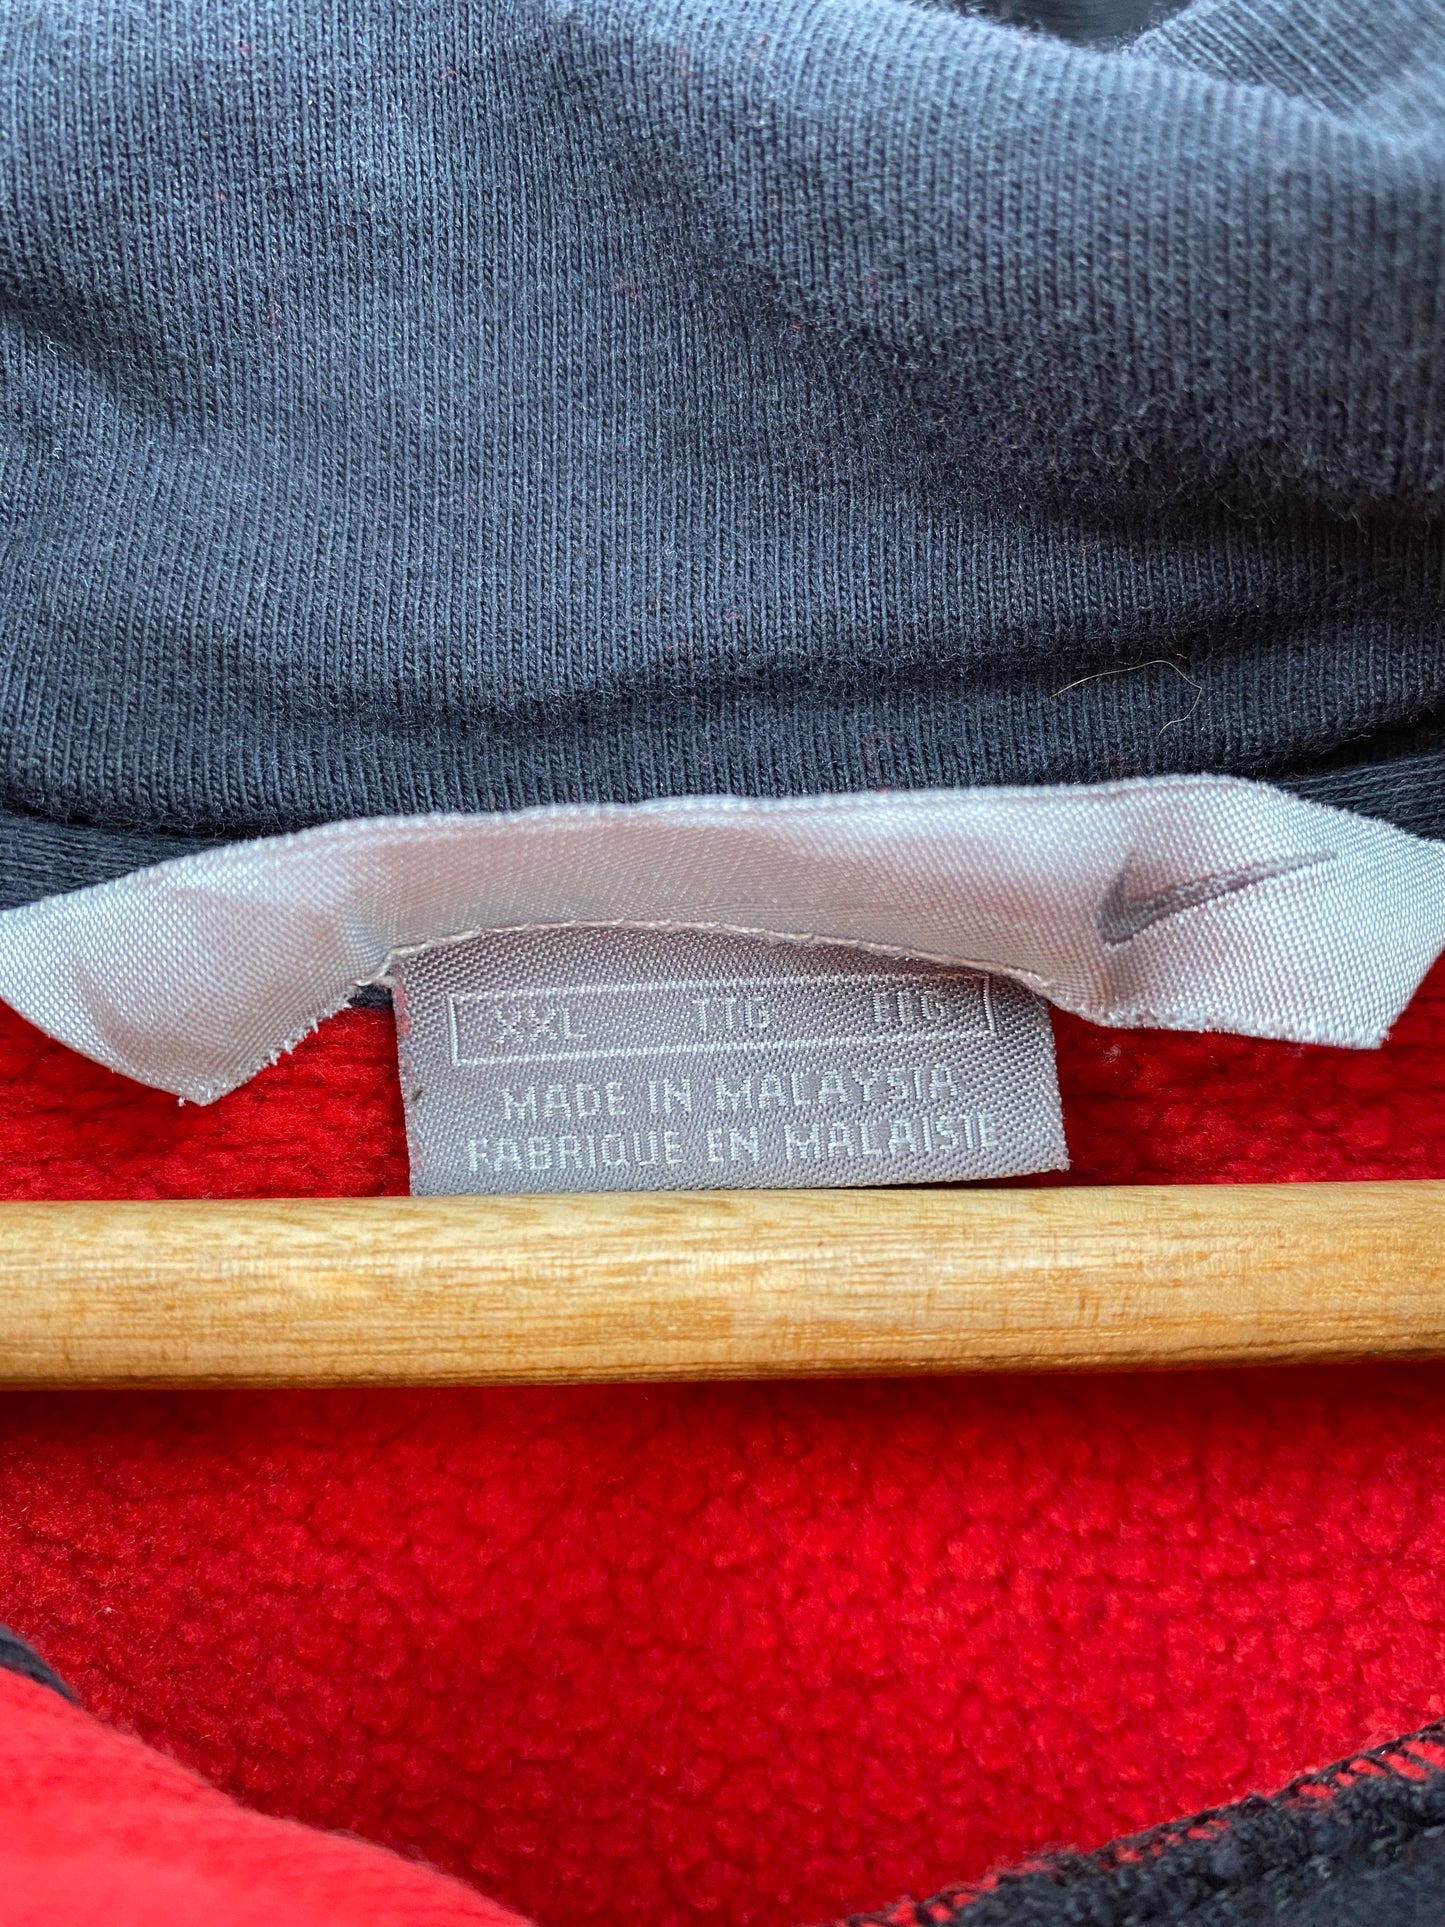 XXL TTG EEG
MADE IN MALAYSIA
FABRIQUE EN MALAISIE